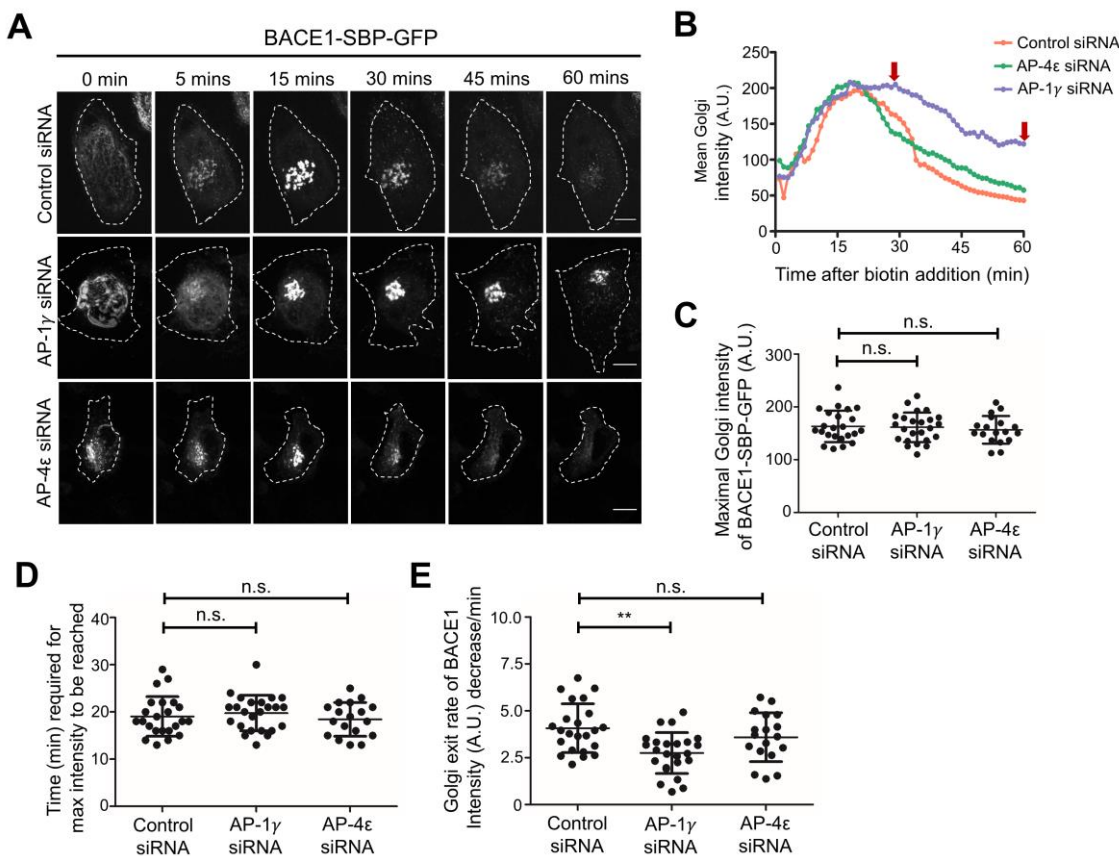 A
BACE1-SBP-GFP
0 min
5 mins
15 mins
30 mins
45 mins
60 mins
Control siRNA
AP-1γ siRNA
AP-4ε siRNA
B
Control siRNA
AP-4ε siRNA
AP-1γ siRNA
Mean Golgi
intensity (A.U.)
250
200
150
100
50
0
15
30
45
60
Time after biotin addition (min)
C
n.s.
n.s.
Maximal Golgi intensity
of BACE1-SBP-GFP (A.U.)
300
200
100
0
Control
siRNA
AP-1γ
siRNA
AP-4ε
siRNA
D
n.s.
n.s.
Time (min) required for
max intensity to be reached
40
30
20
10
0
Control
siRNA
AP-1γ
siRNA
AP-4ε
siRNA
E
n.s.
**
Golgi exit rate of BACE1
Intensity (A.U.) decrease/min
10.0
7.5
5.0
2.5
0.0
Control
siRNA
AP-1γ
siRNA
AP-4ε
siRNA